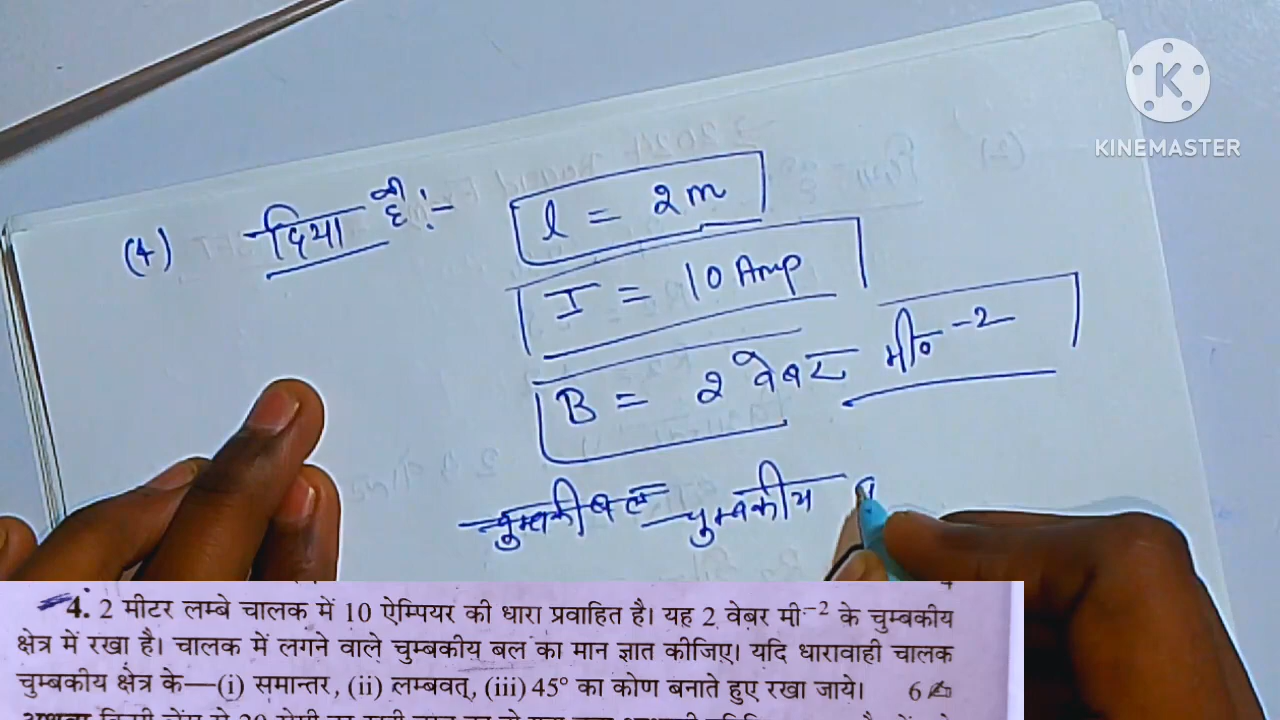 KINEMASTER
(4) दिया है :-
l = 2m
I = 10 Amp
B = 2 वेबर मी० -2
चुम्बकीय
4. 2 मीटर लम्बे चालक में 10 ऐम्पियर की धारा प्रवाहित है। यह 2 वेबर मी⁻² के चुम्बकीय
क्षेत्र में रखा है। चालक में लगने वाले चुम्बकीय बल का मान ज्ञात कीजिए। यदि धारावाही चालक
चुम्बकीय क्षेत्र के—(i) समान्तर, (ii) लम्बवत्, (iii) 45° का कोण बनाते हुए रखा जाये। 6